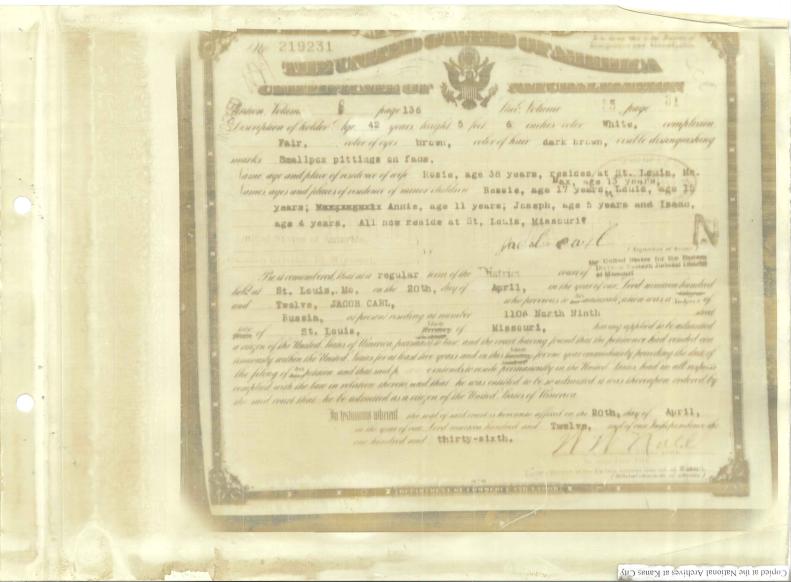 No. 219231
THE UNITED STATES OF AMERICA
CERTIFICATE OF NATURALIZATION
Petition, Volume 8 page 136 Stub, Volume page 31
Description of holder: Age, 42 years; height, 5 feet 6 inches; color, White, complexion,
Fair, color of eyes, brown, color of hair, dark brown, visible distinguishing
marks, Smallpox pittings on face.
Name, age and place of residence of wife Rosie, age 38 years, resides at St. Louis, Mo.
Max, age 13 years;
Names, ages and places of residence of minor children Bessie, age 17 years; Louis, age 15
years; Annie, age 11 years; Joseph, age 5 years and Isaac,
age 4 years. All now reside at St. Louis, Missouri.
Jacob Carl
(Signature of holder)
the United States for the Eastern
Division Eastern Judicial District
of Missouri
Be it remembered, that at a regular term of the District court of
held at St. Louis, Mo. on the 20th, day of April, in the year of our Lord nineteen hundred
and Twelve, JACOB CARL, who previous to his naturalization was a subject of
Russia, at present residing at number 1108 North Ninth street
of St. Louis, of Missouri, having applied to be admitted
a citizen of the United States of America pursuant to law, and the court having found that the petitioner had resided con-
tinuously within the United States for at least five years and in this for one year immediately preceding the date of
the filing of his petition, and that said petitioner intends to reside permanently in the United States, had in all respects
complied with the law in relation thereto, and that he was entitled to be so admitted, it was thereupon ordered by
the said court that he be admitted as a citizen of the United States of America.
In testimony whereof the seal of said court is hereunto affixed on the 20th, day of April,
in the year of our Lord nineteen hundred and Twelve, and of our Independence the
one hundred and thirty-sixth.
W W Nall
(Official character of attestor.)
DEPARTMENT OF COMMERCE AND LABOR
Copied at the National Archives at Kansas City